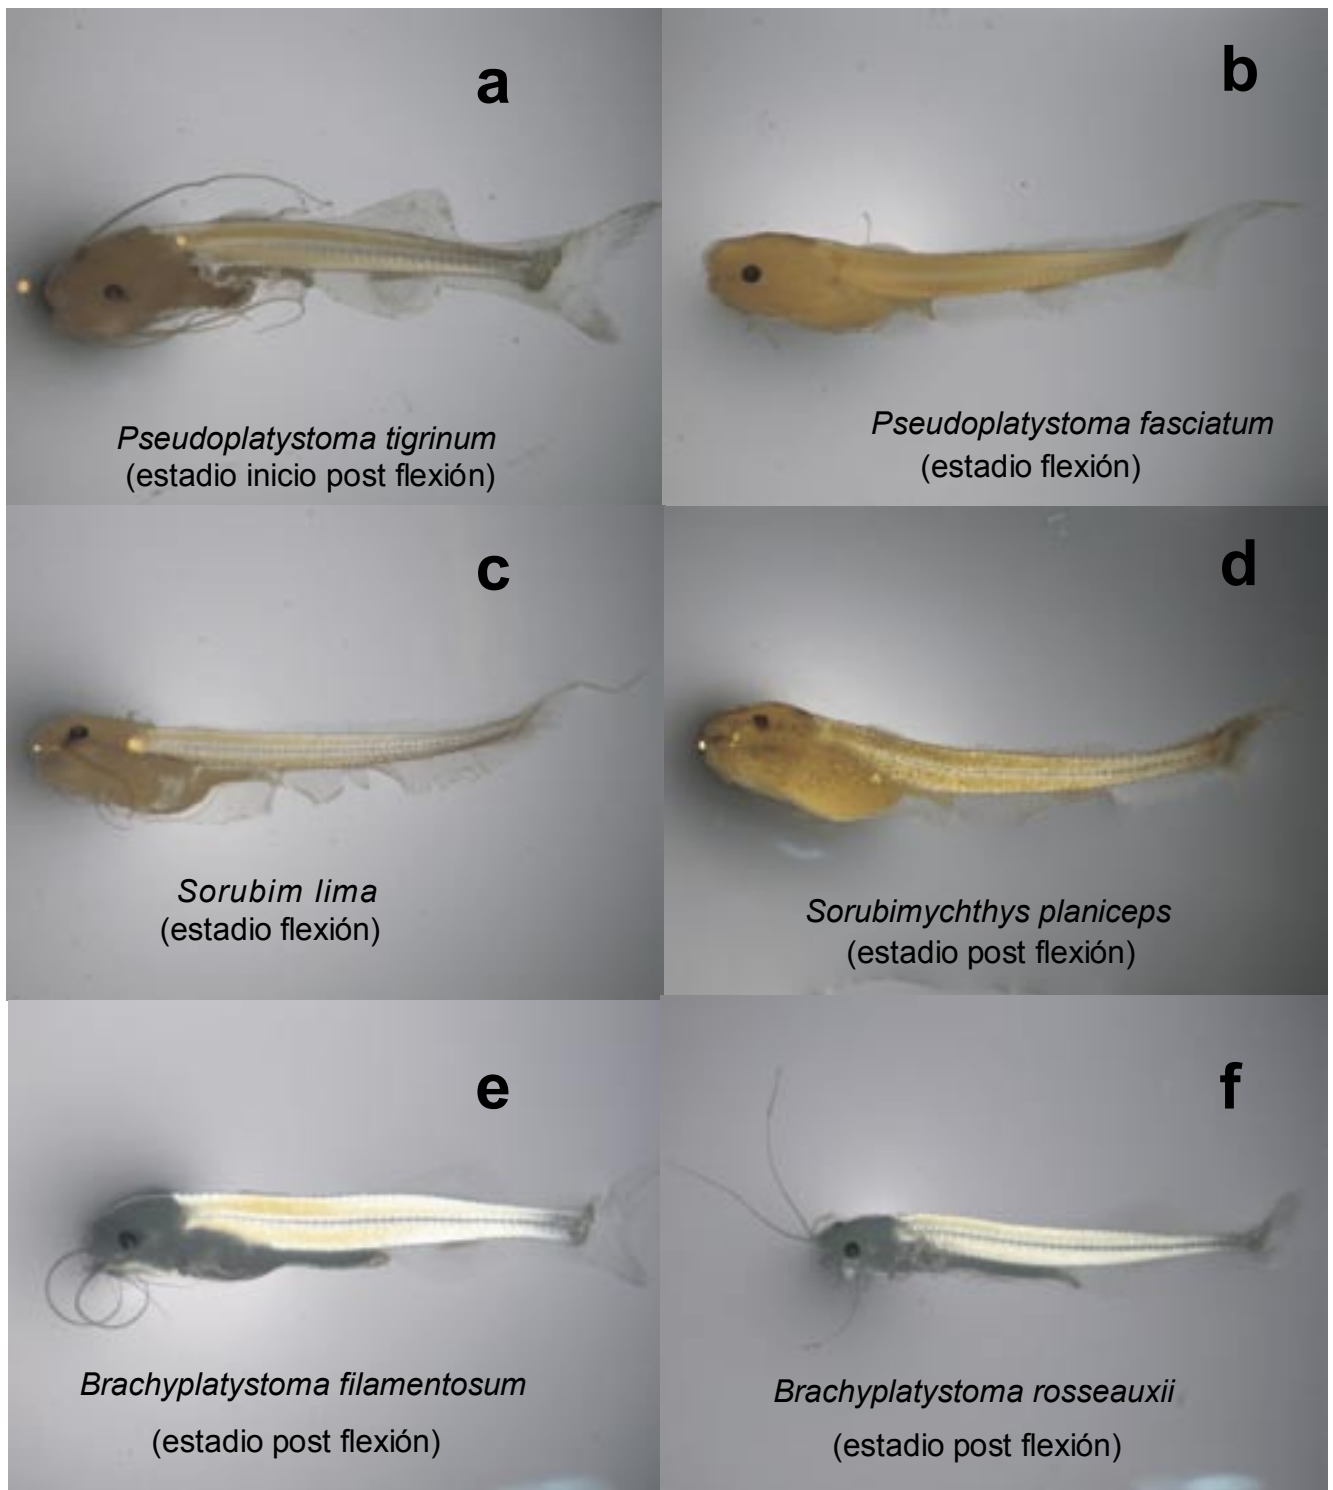 a
Pseudoplatystoma tigrinum
(estadio inicio post flexión)
b
Pseudoplatystoma fasciatum
(estadio flexión)
c
Sorubim lima
(estadio flexión)
d
Sorubimychthys planiceps
(estadio post flexión)
e
Brachyplatystoma filamentosum
(estadio post flexión)
f
Brachyplatystoma rosseauxii
(estadio post flexión)